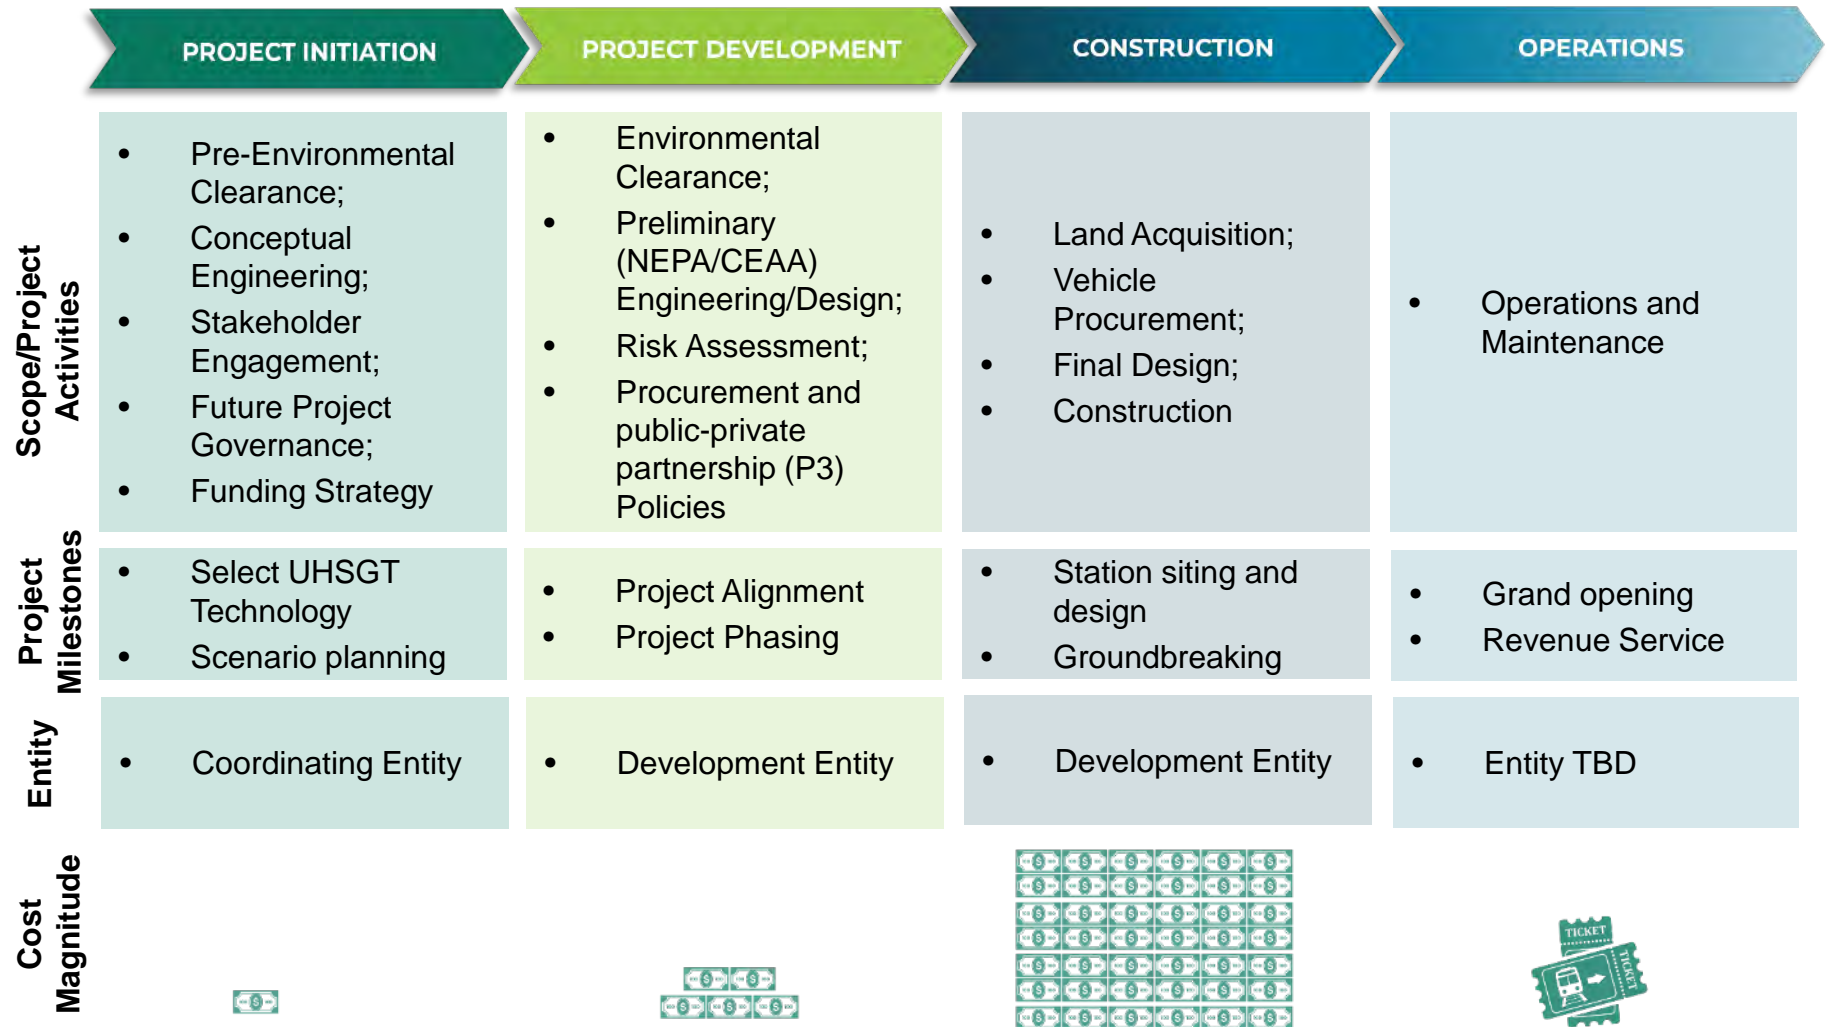 PROJECT INITIATION
PROJECT DEVELOPMENT
CONSTRUCTION
OPERATIONS
Scope/Project
Activities
• Pre-Environmental
Clearance;
• Conceptual
Engineering;
• Stakeholder
Engagement;
• Future Project
Governance;
• Funding Strategy
• Environmental
Clearance;
• Preliminary
(NEPA/CEAA)
Engineering/Design;
• Risk Assessment;
• Procurement and
public-private
partnership (P3)
Policies
• Land Acquisition;
• Vehicle
Procurement;
• Final Design;
• Construction
• Operations and
Maintenance
Project
Milestones
• Select UHSGT
Technology
• Scenario planning
• Project Alignment
• Project Phasing
• Station siting and
design
• Groundbreaking
• Grand opening
• Revenue Service
Entity
• Coordinating Entity
• Development Entity
• Development Entity
• Entity TBD
Cost
Magnitude
TICKET
TICKET